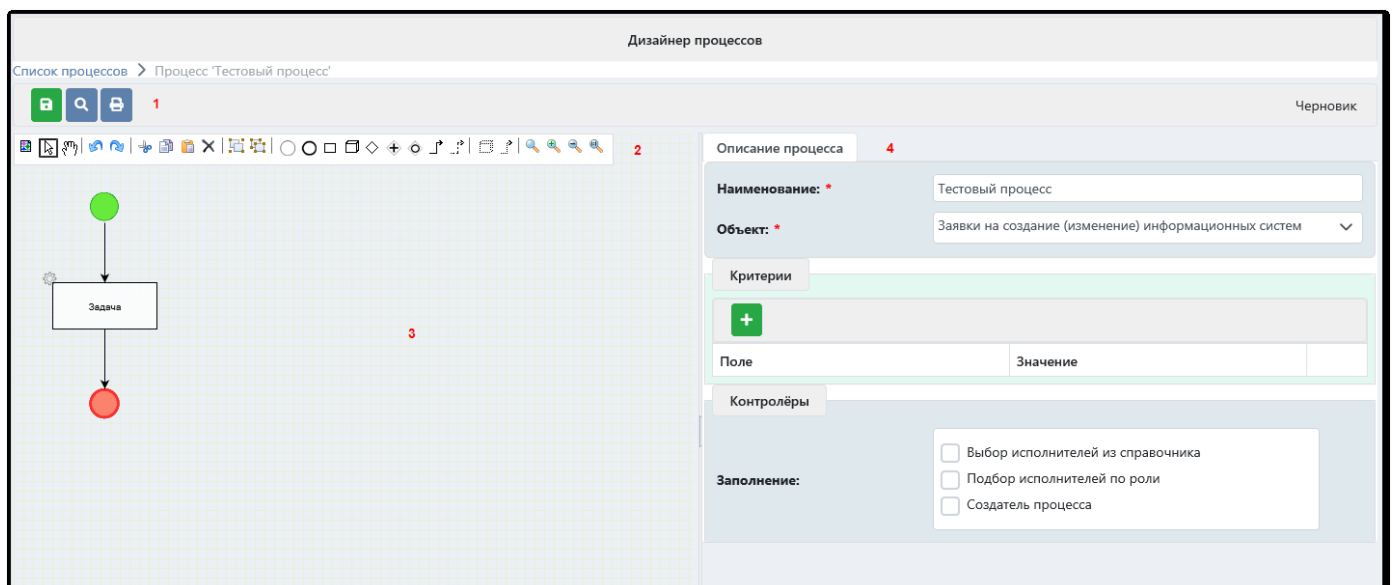 Дизайнер процессов
Список процессов > Процесс 'Тестовый процесс'
1
Черновик
2
Описание процесса 4
Наименование: * Тестовый процесс
Объект: * Заявки на создание (изменение) информационных систем
Критерии
Задача
3
+
Поле Значение
Контролёры
Выбор исполнителей из справочника
Заполнение: Подбор исполнителей по роли
Создатель процесса